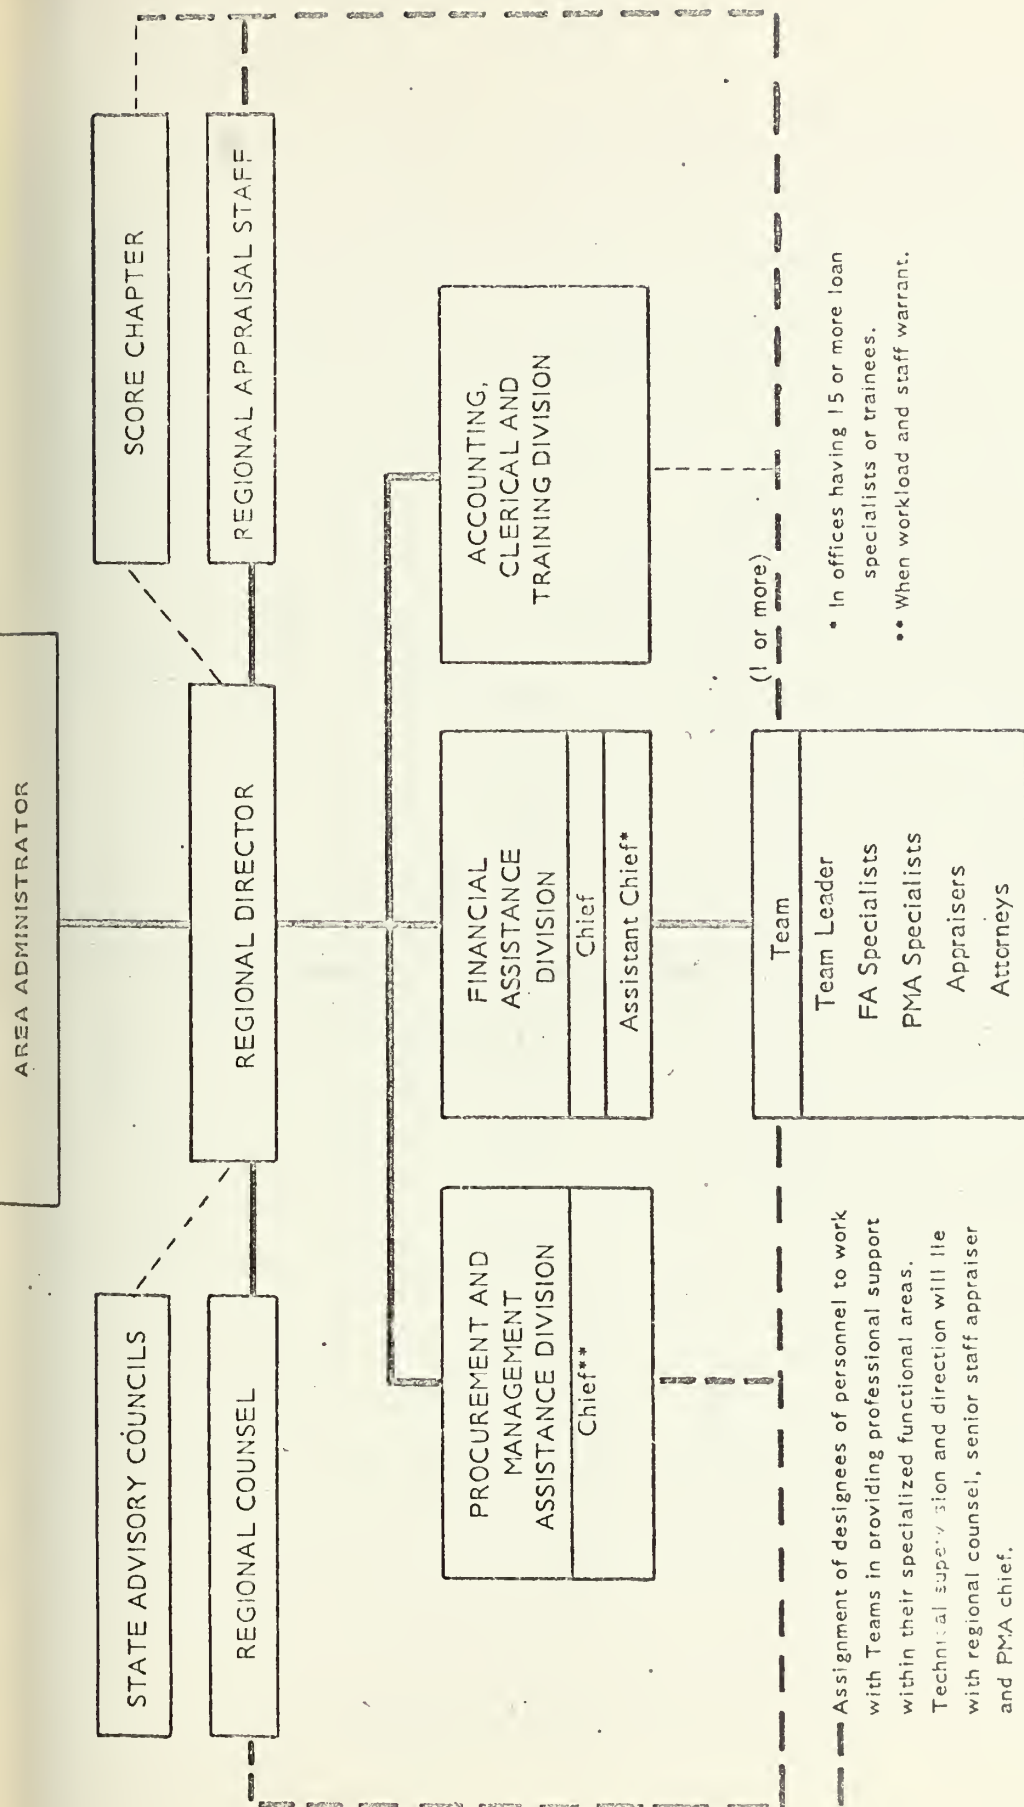 AREA ADMINISTRATOR
STATE ADVISORY COUNCILS
SCORE CHAPTER
REGIONAL COUNSEL
REGIONAL DIRECTOR
REGIONAL APPRAISAL STAFF
PROCUREMENT AND
MANAGEMENT
ASSISTANCE DIVISION
Chief**
FINANCIAL
ASSISTANCE
DIVISION
Chief
Assistant Chief*
ACCOUNTING,
CLERICAL AND
TRAINING DIVISION
(1 or more)
Team
Team Leader
FA Specialists
PMA Specialists
Appraisers
Attorneys
Assignment of designees of personnel to work
with Teams in providing professional support
within their specialized functional areas.
Technical supervision and direction will lie
with regional counsel, senior staff appraiser
and PMA chief.
* In offices having 15 or more loan
specialists or trainees.
** When workload and staff warrant.